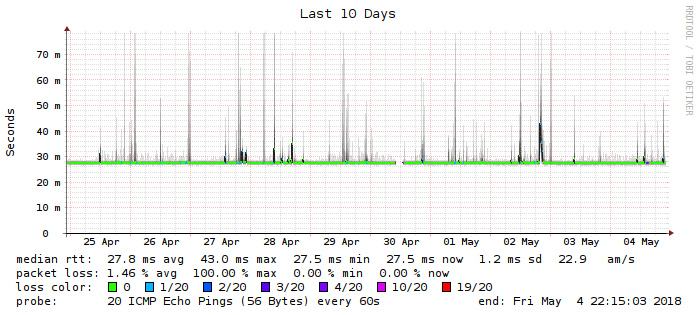 Last 10 Days
RRDTOOL / TOBI OETIKER
Seconds
70 m
60 m
50 m
40 m
30 m
20 m
10 m
0
25 Apr 26 Apr 27 Apr 28 Apr 29 Apr 30 Apr 01 May 02 May 03 May 04 May
median rtt: 27.8 ms avg 43.0 ms max 27.5 ms min 27.5 ms now 1.2 ms sd 22.9 am/s
packet loss: 1.46 % avg 100.00 % max 0.00 % min 0.00 % now
loss color: 0 1/20 2/20 3/20 4/20 10/20 19/20
probe: 20 ICMP Echo Pings (56 Bytes) every 60s end: Fri May 4 22:15:03 2018